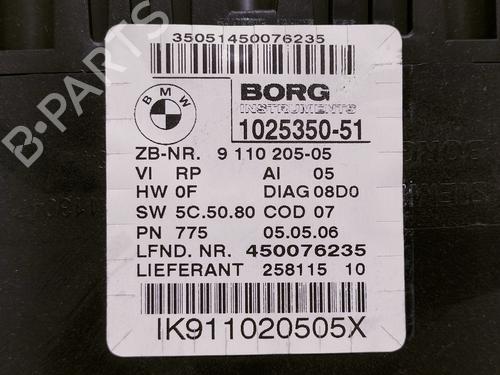 35051450076235
BMW
BORG
INSTRUMENTS
1025350-51
ZB-NR. 9 110 205-05
VI RP AI 05
HW 0F DIAG 08D0
SW 5C.50.80 COD 07
PN 775 05.05.06
LFND. NR. 450076235
LIEFERANT 258115 10
IK911020505X
B-PARTS